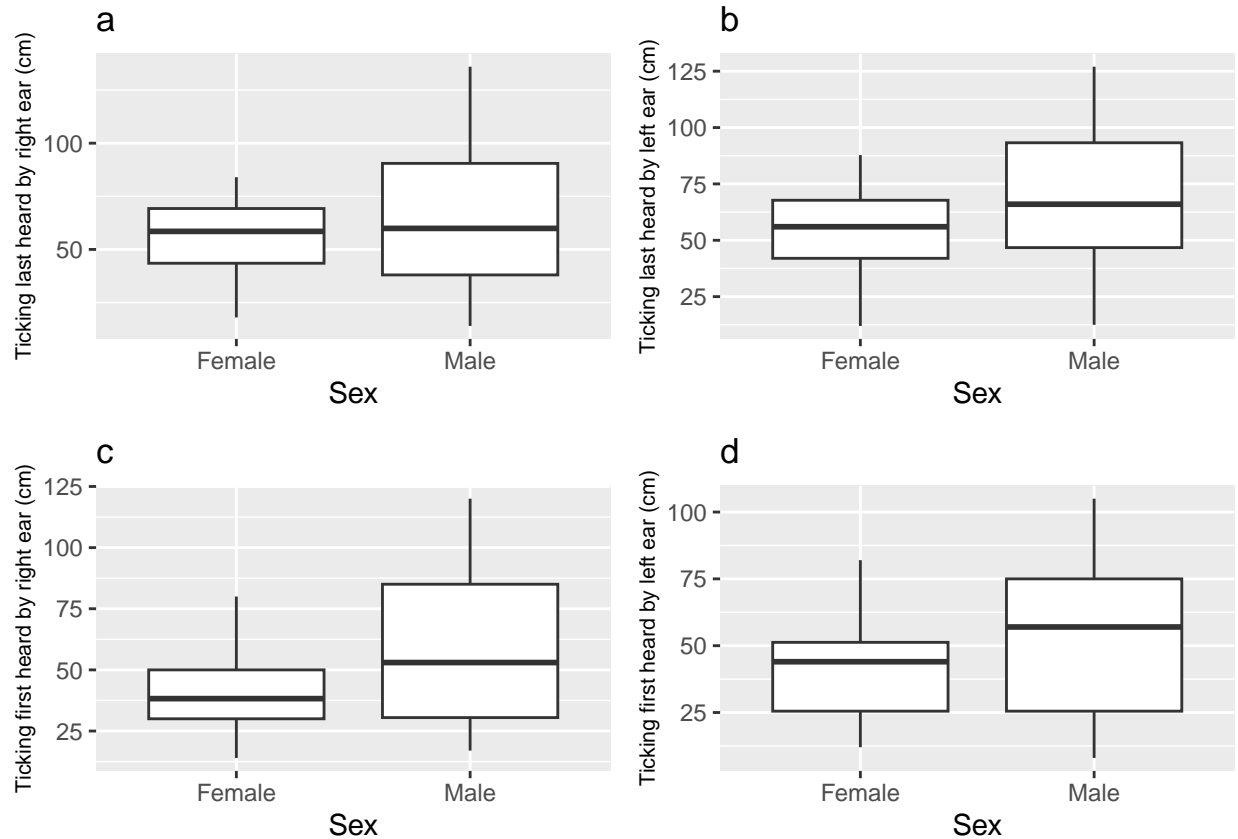 a
Ticking last heard by right ear (cm)
100
50
Female Male
Sex
b
Ticking last heard by left ear (cm)
125
100
75
50
25
Female Male
Sex
c
Ticking first heard by right ear (cm)
125
100
75
50
25
Female Male
Sex
d
Ticking first heard by left ear (cm)
100
75
50
25
Female Male
Sex